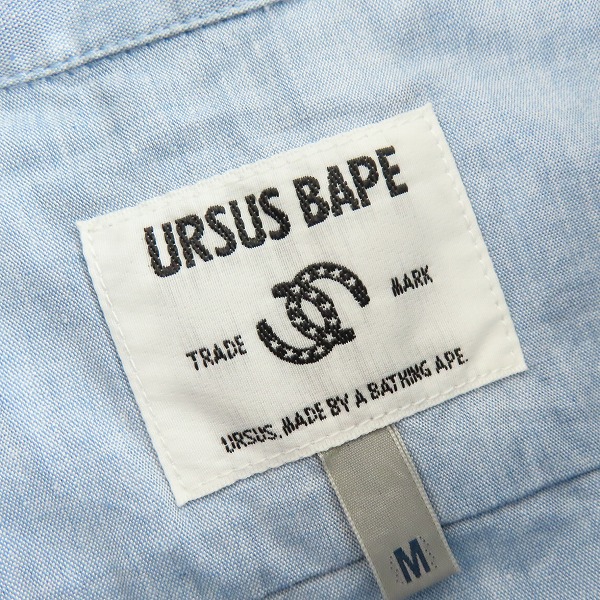 URSUS BAPE
TRADE MARK
URSUS, MADE BY A BATHING APE.
M